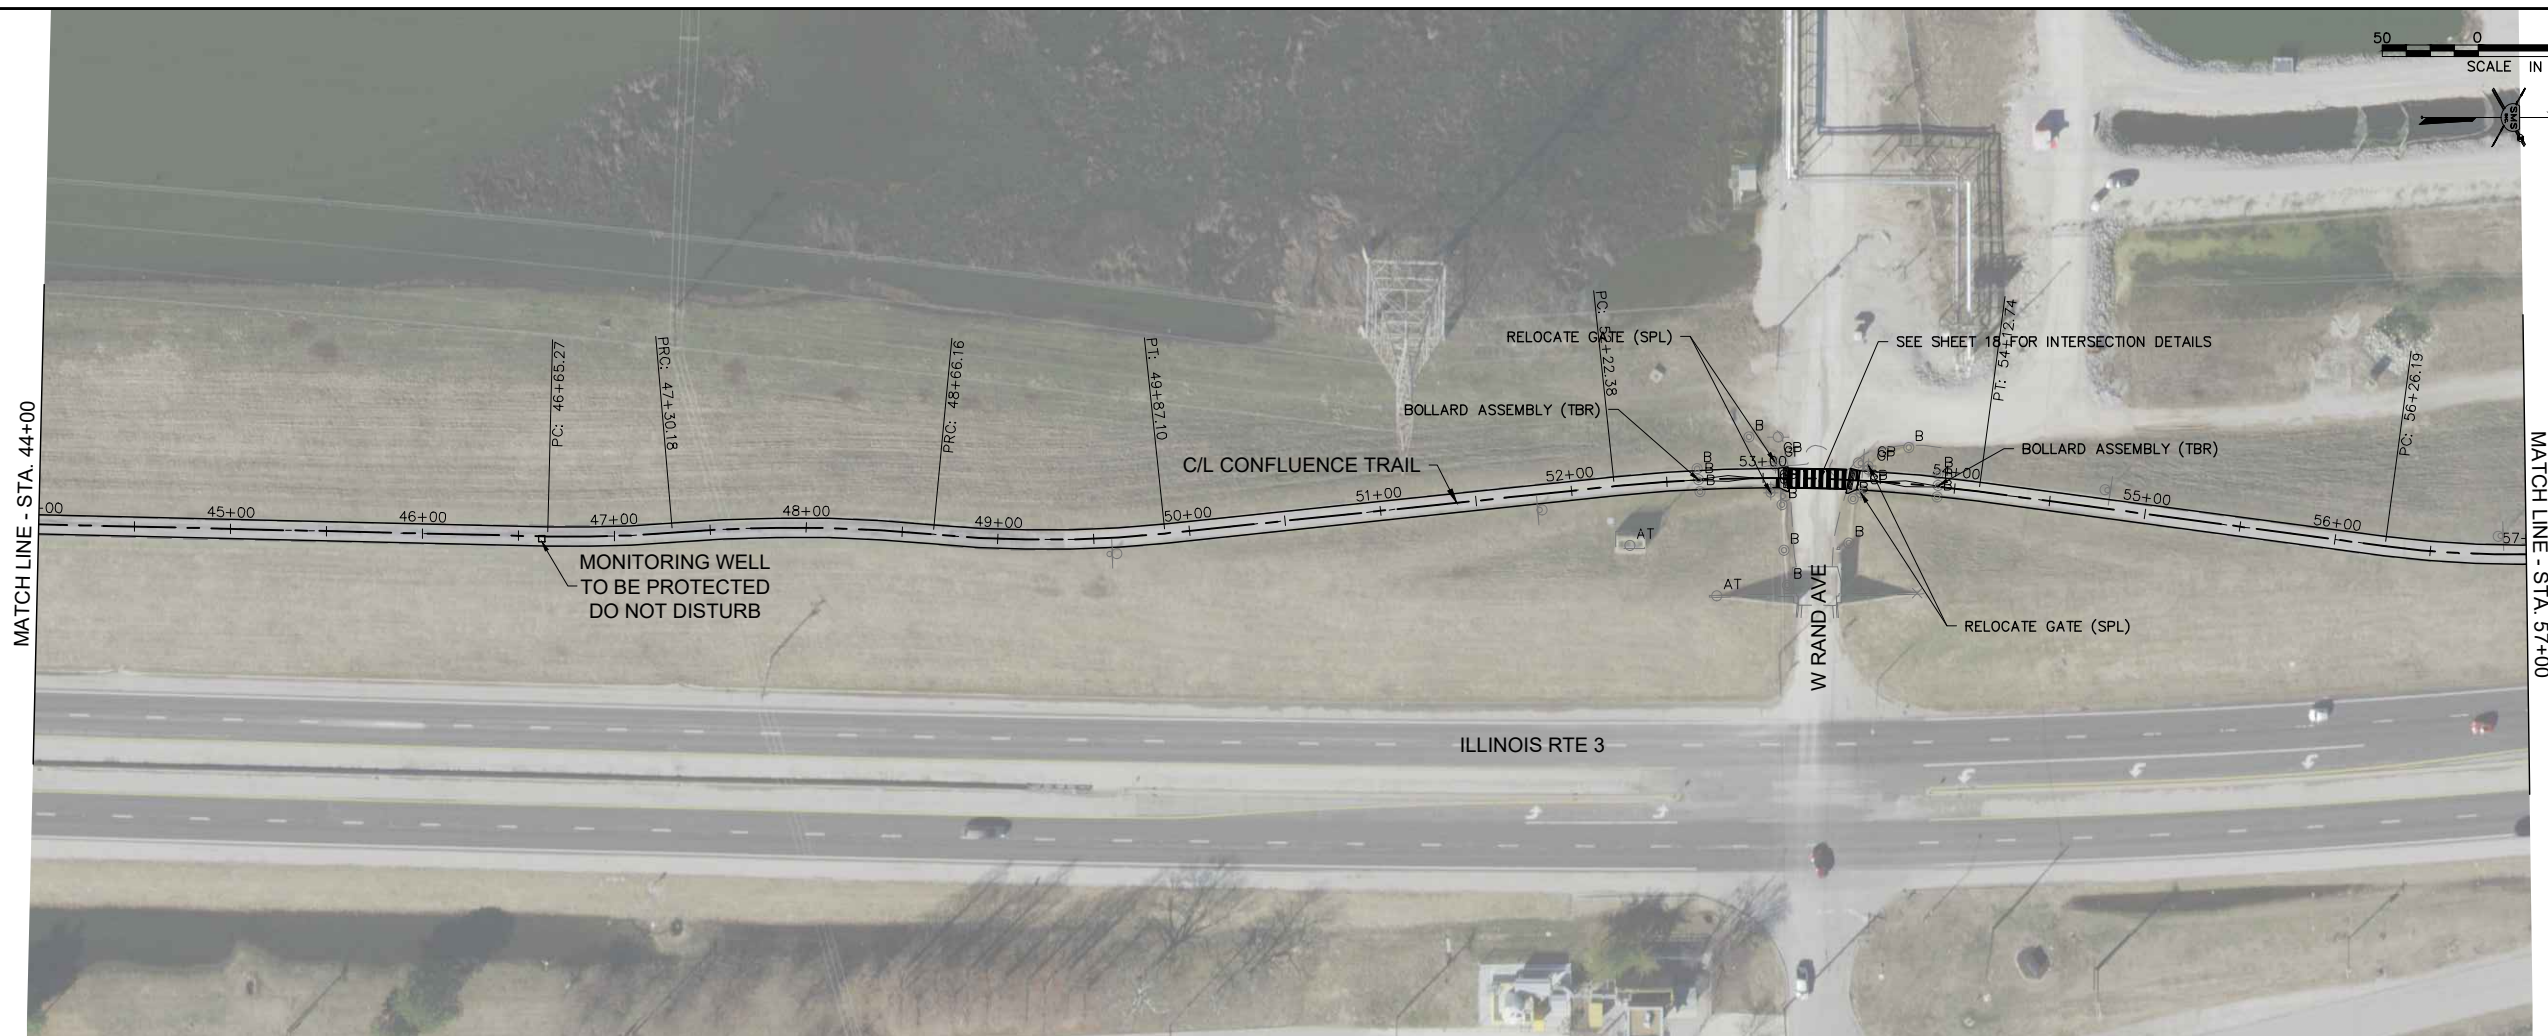 50 0
SCALE IN
SMS
MATCH LINE - STA. 44+00
PC: 46+65.27
PRC: 47+30.18
PRC: 48+66.16
PT: 49+87.10
RELOCATE GATE (SPL)
SEE SHEET 18 FOR INTERSECTION DETAILS
PT: 54+12.74
PC: 56+26.19
BOLLARD ASSEMBLY (TBR)
BOLLARD ASSEMBLY (TBR)
C/L CONFLUENCE TRAIL
B
B
B
B
B
GP
GP
B
B
B
B
00
45+00
46+00
47+00
48+00
49+00
50+00
51+00
52+00
53+00
54+00
55+00
56+00
57
MONITORING WELL
TO BE PROTECTED
DO NOT DISTURB
AT
B
B
AT
B
W RAND AVE
RELOCATE GATE (SPL)
ILLINOIS RTE 3
MATCH LINE - STA. 57+00